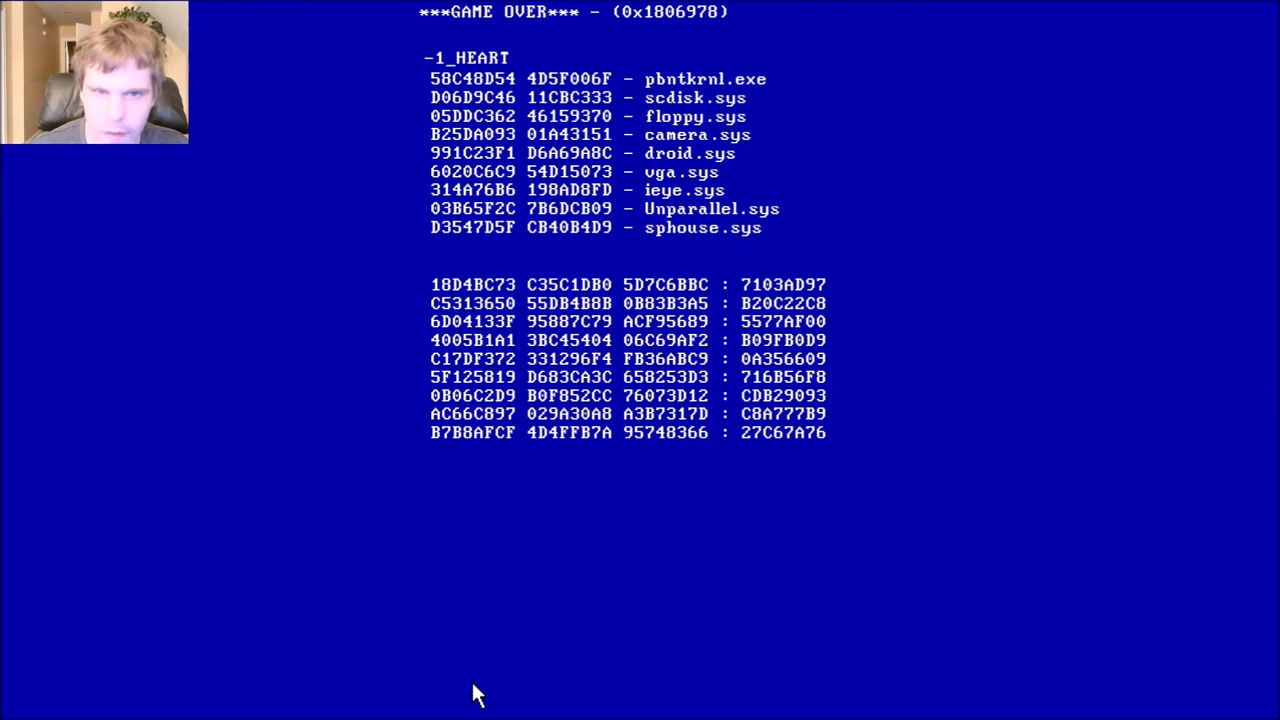 ***GAME OVER*** - (0x1806978)
-1_HEART
58C48D54 4D5F006F - pbntkrnl.exe
D06D9C46 11CBC333 - scdisk.sys
05DDC362 46159370 - floppy.sys
B25DA093 01A43151 - camera.sys
991C23F1 D6A69A8C - droid.sys
6020C6C9 54D15073 - vga.sys
314A76B6 198AD8FD - ieye.sys
03B65F2C 7B6DCB09 - Unparallel.sys
D3547D5F CB40B4D9 - sphouse.sys
18D4BC73 C35C1DB0 5D7C6BBC : 7103AD97
C5313650 55DB4B8B 0B83B3A5 : B20C22C8
6D04133F 95887C79 ACF95689 : 5577AF00
4005B1A1 3BC45404 06C69AF2 : B09FB0D9
C17DF372 331296F4 FB36ABC9 : 0A356609
5F125819 D683CA3C 658253D3 : 716B56F8
0B06C2D9 B0F852CC 76073D12 : CDB29093
AC66C897 029A30A8 A3B7317D : C8A777B9
B7B8AFCF 4D4FFB7A 95748366 : 27C67A76